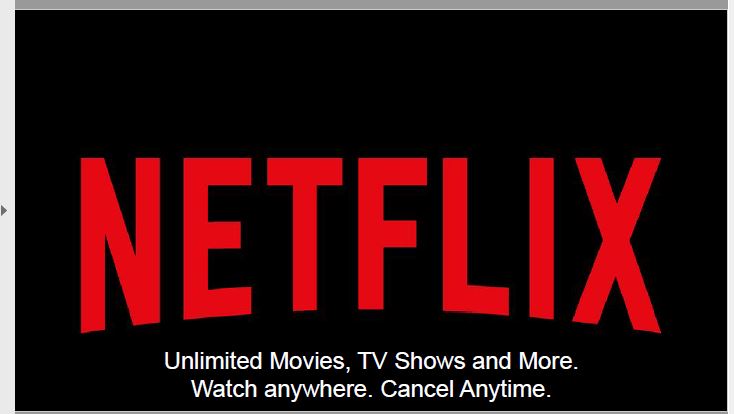 NETFLIX
Unlimited Movies, TV Shows and More.
Watch anywhere. Cancel Anytime.